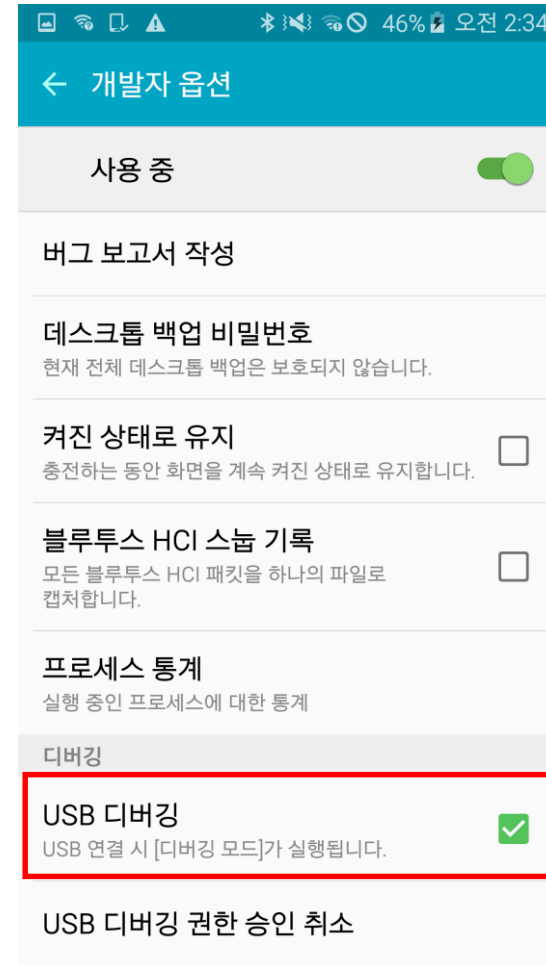 46% 오전 2:34
개발자 옵션
사용 중
버그 보고서 작성
데스크톱 백업 비밀번호
현재 전체 데스크톱 백업은 보호되지 않습니다.
켜진 상태로 유지
충전하는 동안 화면을 계속 켜진 상태로 유지합니다.
블루투스 HCI 스눕 기록
모든 블루투스 HCI 패킷을 하나의 파일로
캡처합니다.
프로세스 통계
실행 중인 프로세스에 대한 통계
디버깅
USB 디버깅
USB 연결 시 [디버깅 모드]가 실행됩니다.
USB 디버깅 권한 승인 취소